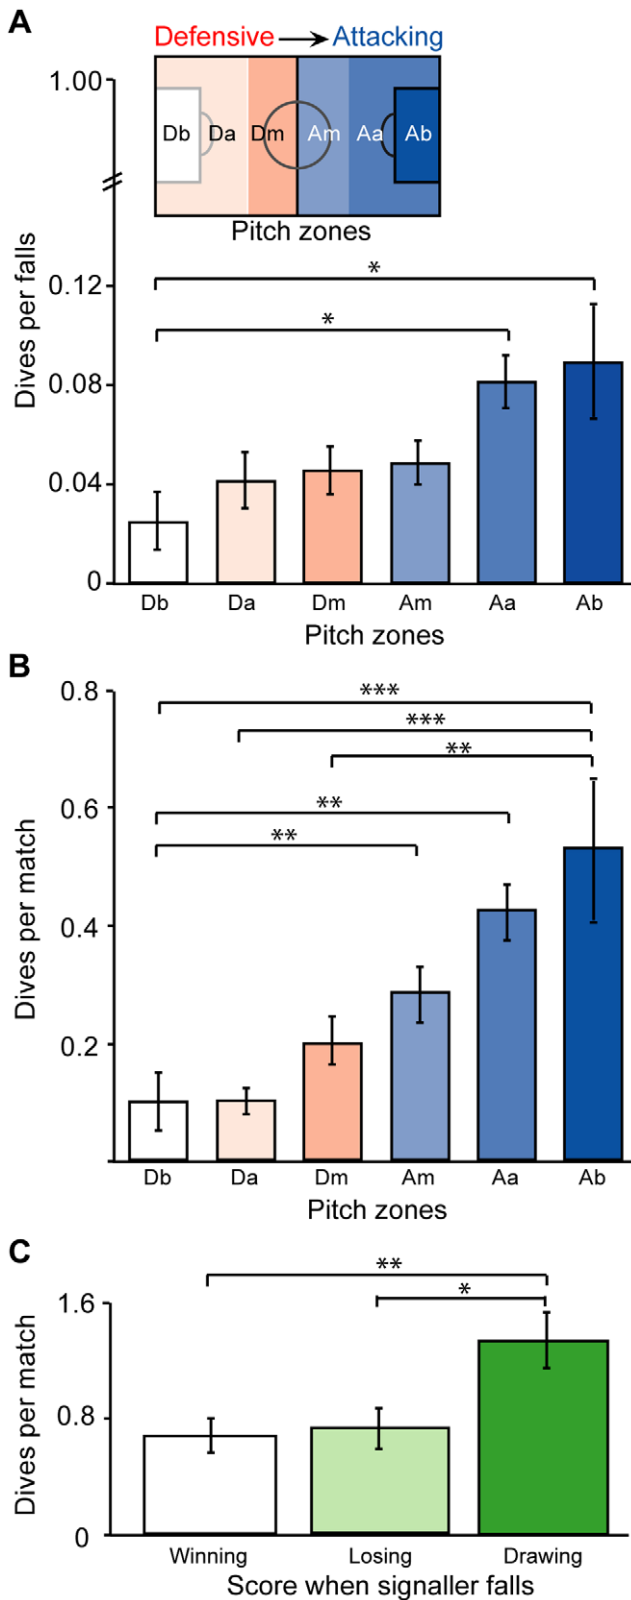 A
Defensive → Attacking
1.00
Db Da Dm Am Aa Ab
Pitch zones
Dives per falls
0.12
0.08
0.04
0
*
*
Db Da Dm Am Aa Ab
Pitch zones
B
Dives per match
0.8
0.6
0.4
0.2
***
***
**
**
**
Db Da Dm Am Aa Ab
Pitch zones
C
Dives per match
1.6
0.8
0
**
*
Winning Losing Drawing
Score when signaller falls